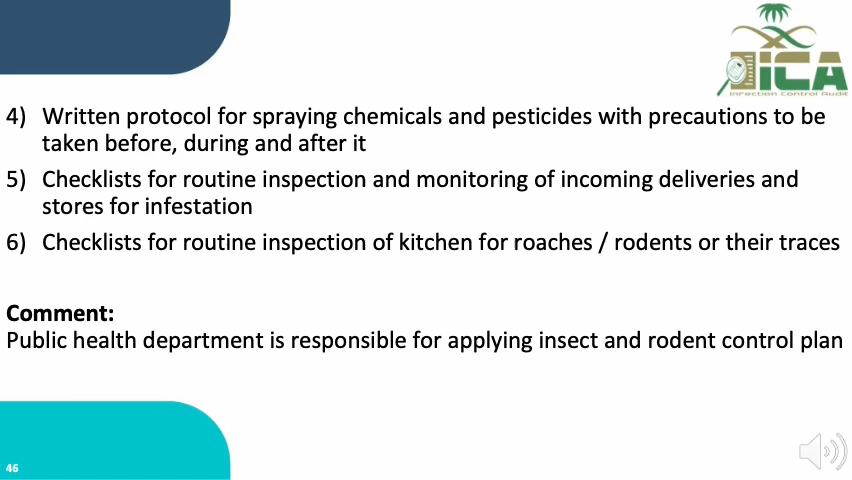 iCA
Infection Control Audit
4) Written protocol for spraying chemicals and pesticides with precautions to be
taken before, during and after it
5) Checklists for routine inspection and monitoring of incoming deliveries and
stores for infestation
6) Checklists for routine inspection of kitchen for roaches / rodents or their traces
Comment:
Public health department is responsible for applying insect and rodent control plan
46